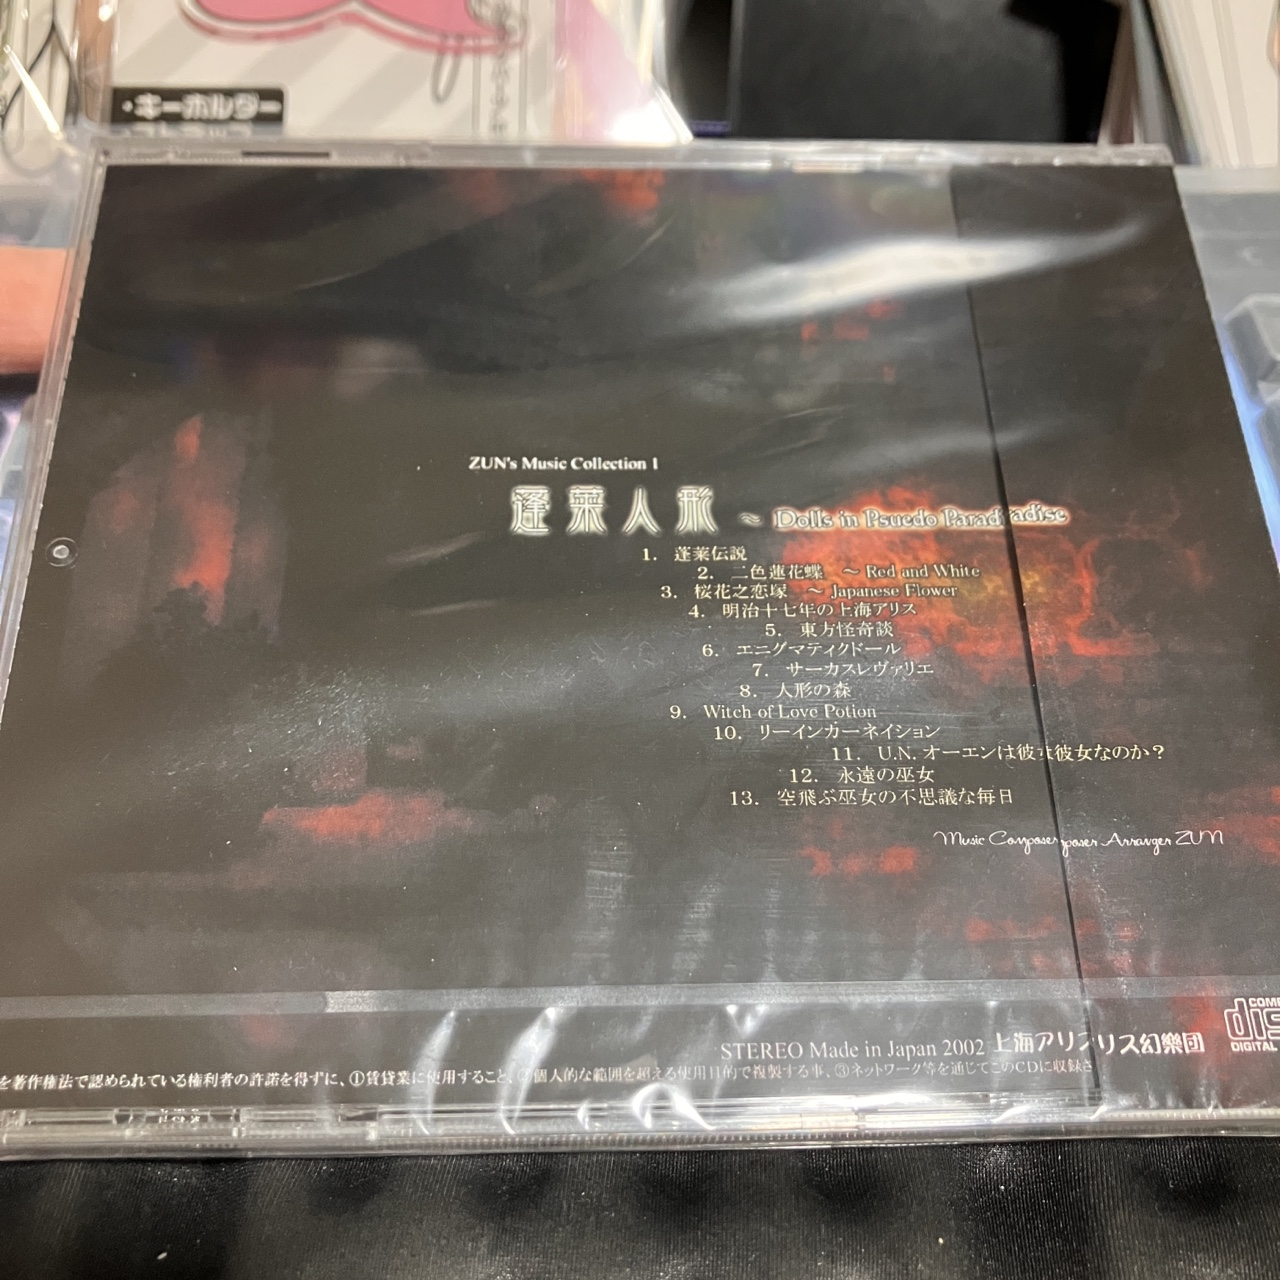 ・キーホルダー
ZUN's Music Collection 1
蓬莱人形 ～ Dolls in Psuedo Paradise
1. 蓬莱伝説
2. 二色蓮花蝶 ～ Red and White
3. 桜花之恋塚 ～ Japanese Flower
4. 明治十七年の上海アリス
5. 東方怪奇談
6. エニグマティクドール
7. サーカスレヴァリエ
8. 人形の森
9. Witch of Love Potion
10. リーインカーネイション
11. U.N.オーエンは彼女なのか？
12. 永遠の巫女
13. 空飛ぶ巫女の不思議な毎日
Music Composer Arranger ZUN
STEREO Made in Japan 2002 上海アリス幻樂団
COMP
dis
DIGITAL
を著作権法で認められている権利者の許諾を得ずに、①賃貸業に使用すること、②個人的な範囲を超える使用目的で複製する事、③ネットワーク等を通じてこのCDに収録さ